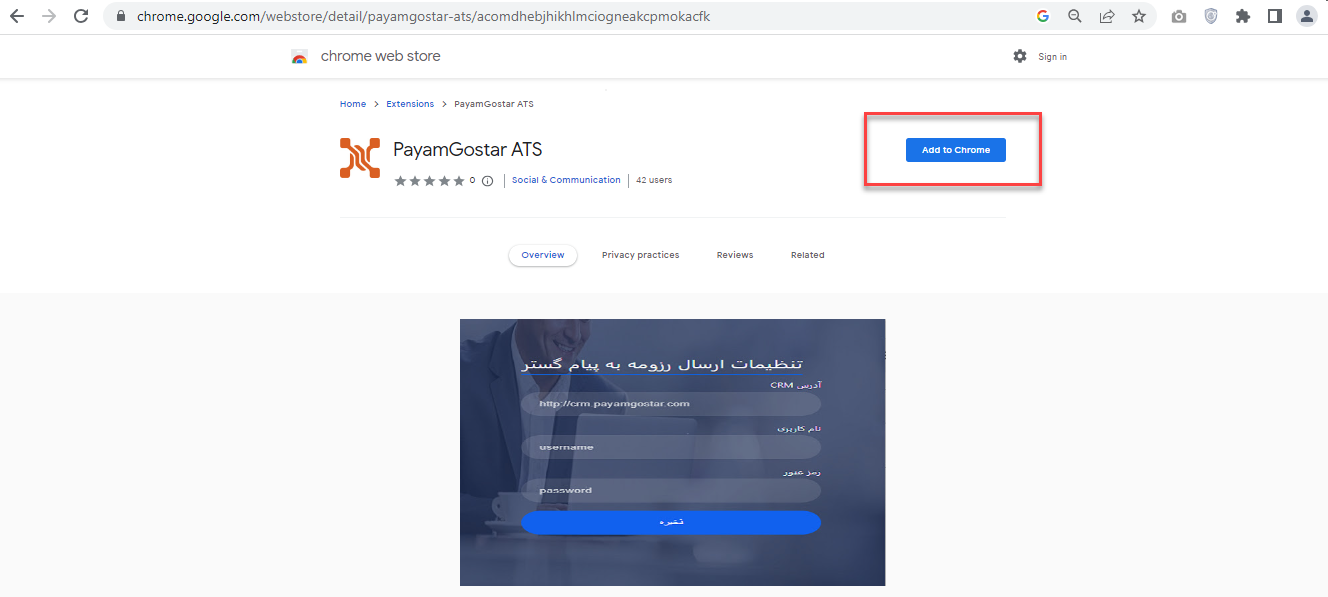 chrome.google.com/webstore/detail/payamgostar-ats/acomdhebjhikhlmciogneakcpmokacfk
chrome web store
Sign in
Home > Extensions > PayamGostar ATS
PayamGostar ATS
Add to Chrome
0 Social & Communication 42 users
Overview Privacy practices Reviews Related
تنظیمات ارسال رزومه به پیام گستر
آدرس CRM
http://crm.payamgostar.com
نام کاربری
username
رمز عبور
password
ذخیره